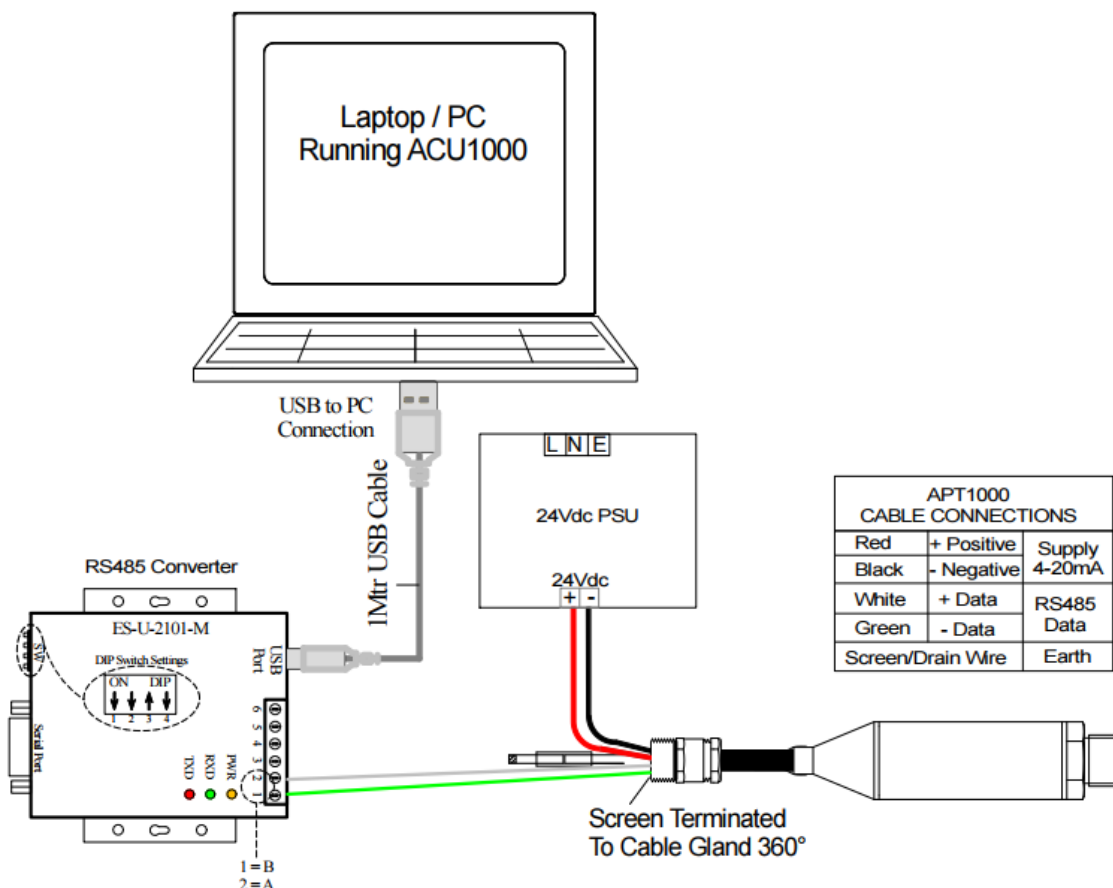 Laptop / PC
Running ACU1000
USB to PC
Connection
1Mtr USB Cable
L N E
24Vdc PSU
24Vdc
+ -
APT1000
CABLE CONNECTIONS
Red + Positive Supply
Black - Negative 4-20mA
White + Data RS485
Green - Data Data
Screen/Drain Wire Earth
RS485 Converter
ES-U-2101-M
SW
DIP Switch Settings
ON DIP
1 2 3 4
USB
Port
6
5
4
3
2
1
Serial Port
TXD
RXD
PWR
1 = B
2 = A
Screen Terminated
To Cable Gland 360°